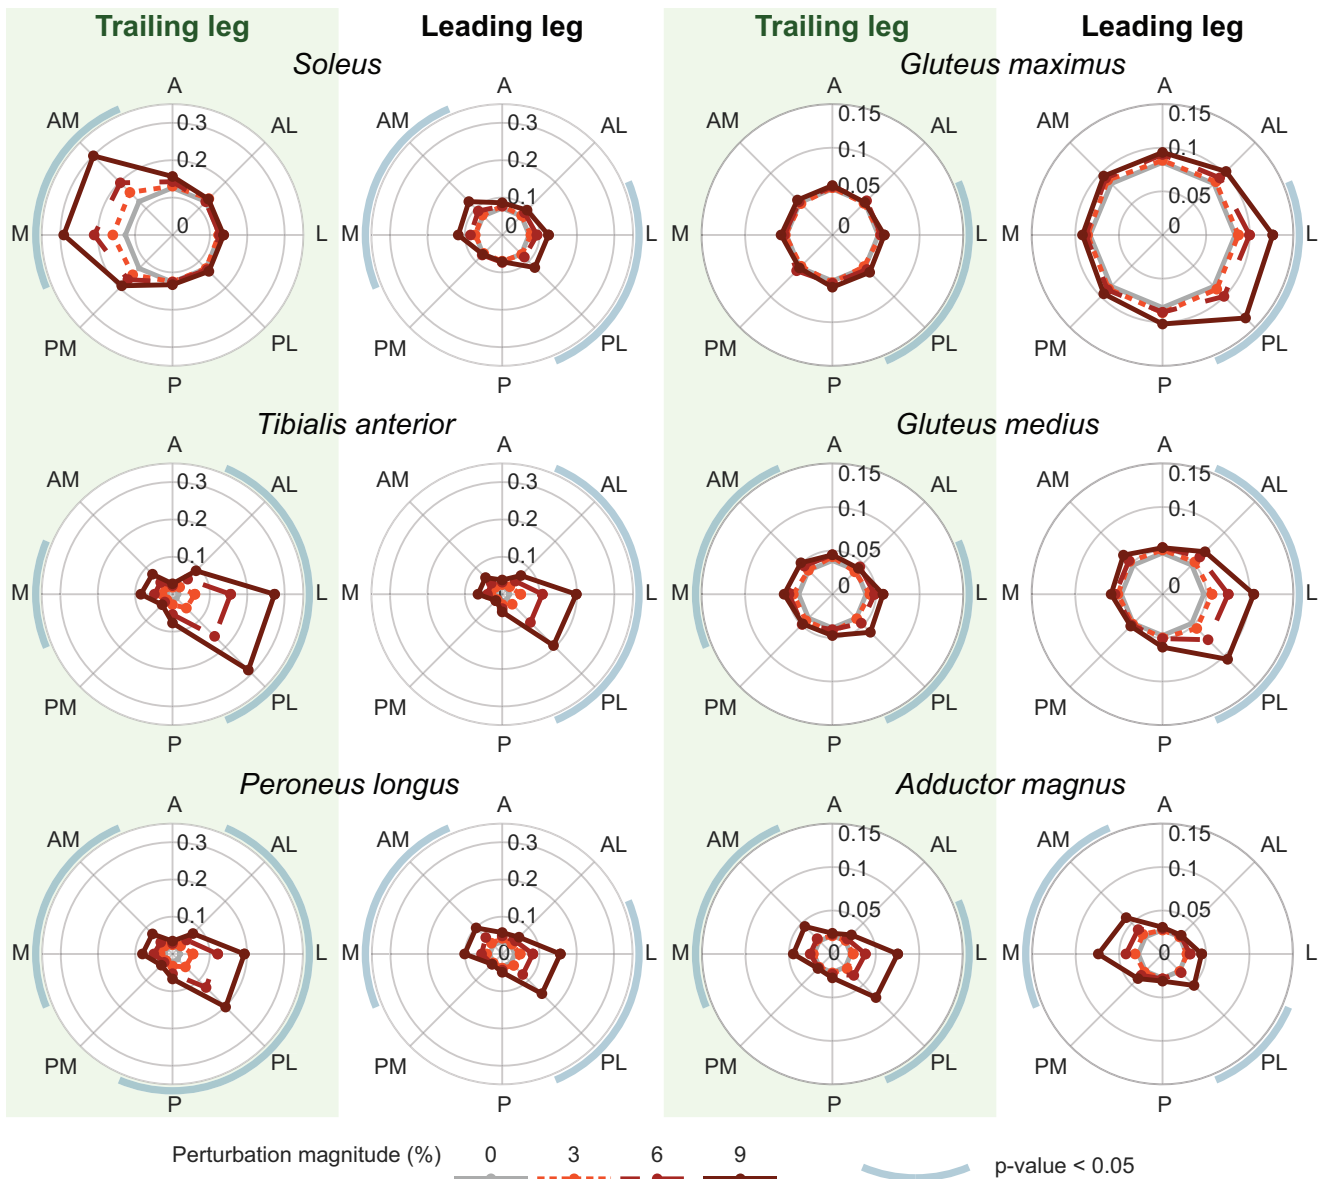 Trailing leg Leading leg Trailing leg Leading leg
Soleus Gluteus maximus
A A A A
AM AL AM AL AM AL AM AL
0.3 0.3 0.15 0.15
0.2 0.2 0.1 0.1
0.1 0.05 0.05
0 0 0 0
M L M L M L M L
PM PL PM PL PM PL PM PL
P P P P
Tibialis anterior Gluteus medius
A A A A
AM AL AM AL AM AL AM AL
0.3 0.3 0.15 0.15
0.2 0.2 0.1 0.1
0.1 0.1 0.05
0 0
M L M L M L M L
PM PL PM PL PM PL PM PL
P P P P
Peroneus longus Adductor magnus
A A A A
AM AL AM AL AM AL AM AL
0.3 0.3 0.15 0.15
0.2 0.2 0.1 0.1
0.1 0.1 0.05 0.05
0 0 0
M L M L M L M L
PM PL PM PL PM PL PM PL
P P P P
Perturbation magnitude (%) 0 3 6 9 p-value < 0.05